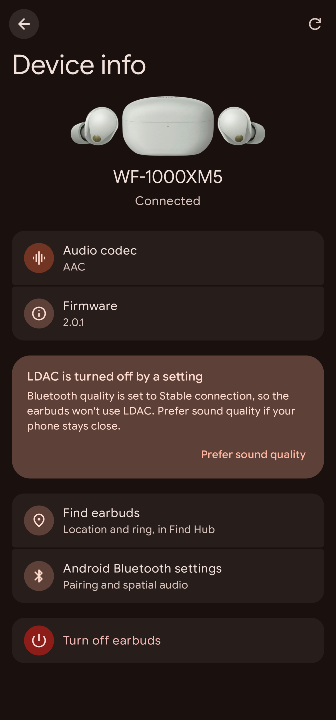 Device info
WF-1000XM5
Connected
Audio codec
AAC
Firmware
2.0.1
LDAC is turned off by a setting
Bluetooth quality is set to Stable connection, so the
earbuds won't use LDAC. Prefer sound quality if your
phone stays close.
Prefer sound quality
Find earbuds
Location and ring, in Find Hub
Android Bluetooth settings
Pairing and spatial audio
Turn off earbuds